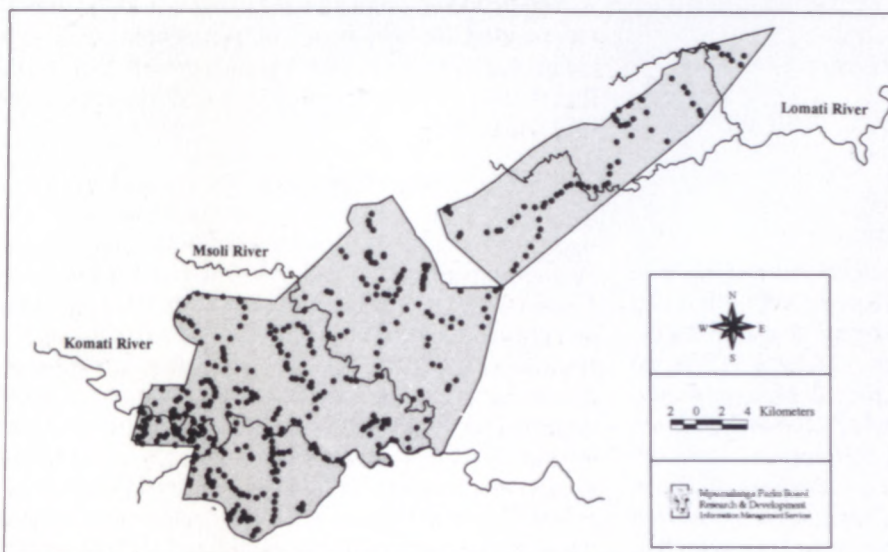 Lomati River
Msoli River
Komati River
N
W E
S
2 0 2 4 Kilometers
Mpumalanga Parks Board
Research & Development
Information Management Services